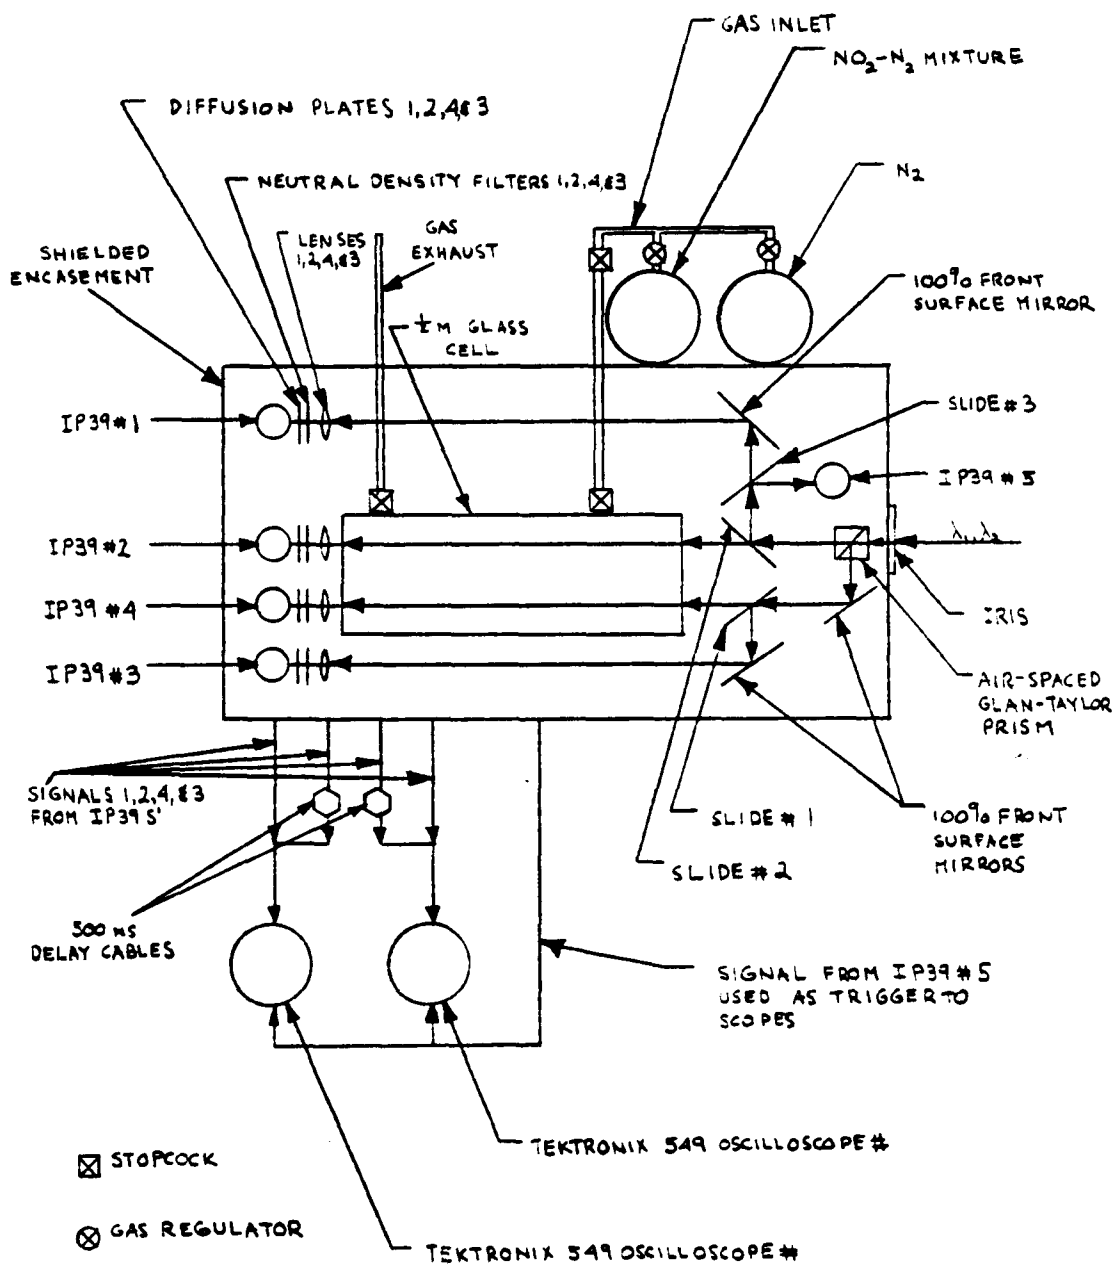 GAS INLET
NO2-N2 MIXTURE
DIFFUSION PLATES 1,2,4,&3
N2
NEUTRAL DENSITY FILTERS 1,2,4,&3
LENSES
1,2,4,&3
GAS
EXHAUST
SHIELDED
ENCASEMENT
100% FRONT
SURFACE MIRROR
½ M GLASS
CELL
SLIDE #3
IP39 #1
IP39 #5
IP39 #2
λ1, λ2
IP39 #4
IRIS
IP39 #3
AIR-SPACED
GLAN-TAYLOR
PRISM
SIGNALS 1,2,4,&3
FROM IP39S'
SLIDE #1
100% FRONT
SURFACE
MIRRORS
SLIDE #2
500 NS
DELAY CABLES
SIGNAL FROM IP39 #5
USED AS TRIGGER TO
SCOPES
TEKTRONIX 549 OSCILLOSCOPE #
STOPCOCK
GAS REGULATOR
TEKTRONIX 549 OSCILLOSCOPE #